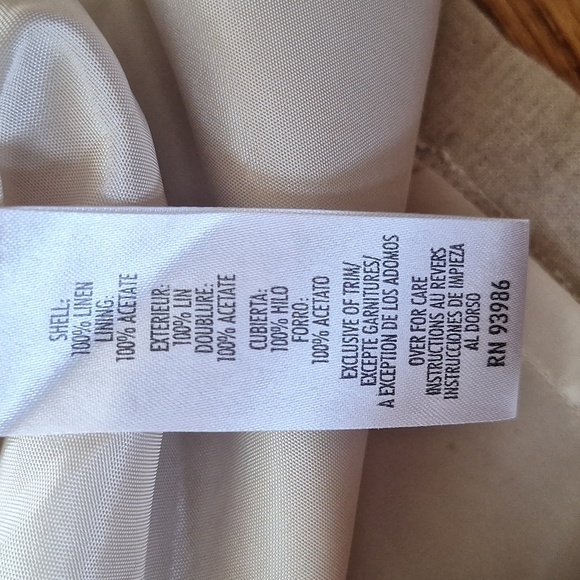 SHELL:
100% LINEN
LINING:
100% ACETATE
EXTERIEUR:
100% LIN
DOUBLURE:
100% ACETATE
CUBIERTA:
100% HILO
FORRO:
100% ACETATO
EXCLUSIVE OF TRIM/
EXCEPTE GARNITURES/
A EXCEPTION DE LOS ADOMOS
OVER FOR CARE
INSTRUCTIONS AU REVERS
INSTRUCCIONES DE IMPIEZA
AL DORSO
RN 93986